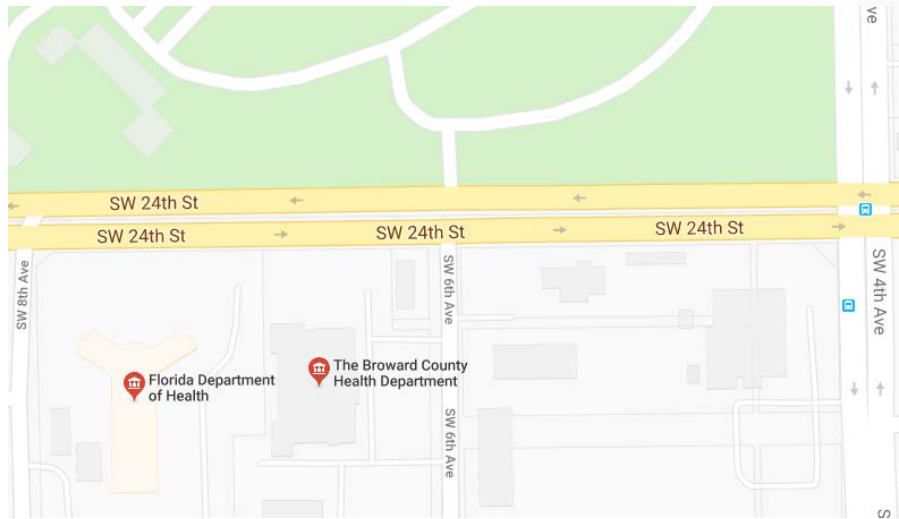 ve
SW 24th St
SW 24th St
SW 24th St
SW 24th St
SW 8th Ave
SW 6th Ave
SW 4th Ave
Florida Department
of Health
The Broward County
Health Department
SW 6th Ave
S